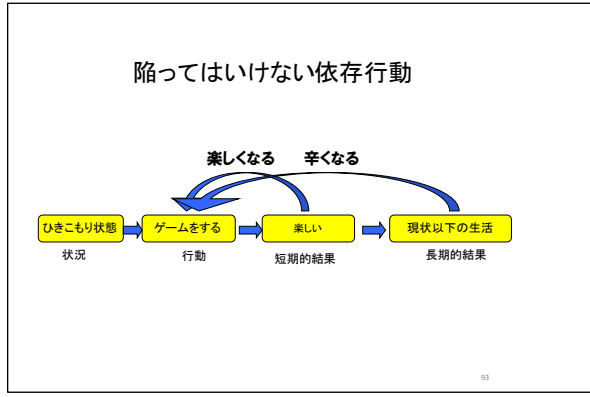 陥ってはいけない依存行動
楽しくなる 辛くなる
ひきこもり状態 ゲームをする 楽しい 現状以下の生活
状況 行動 短期的結果 長期的結果
93